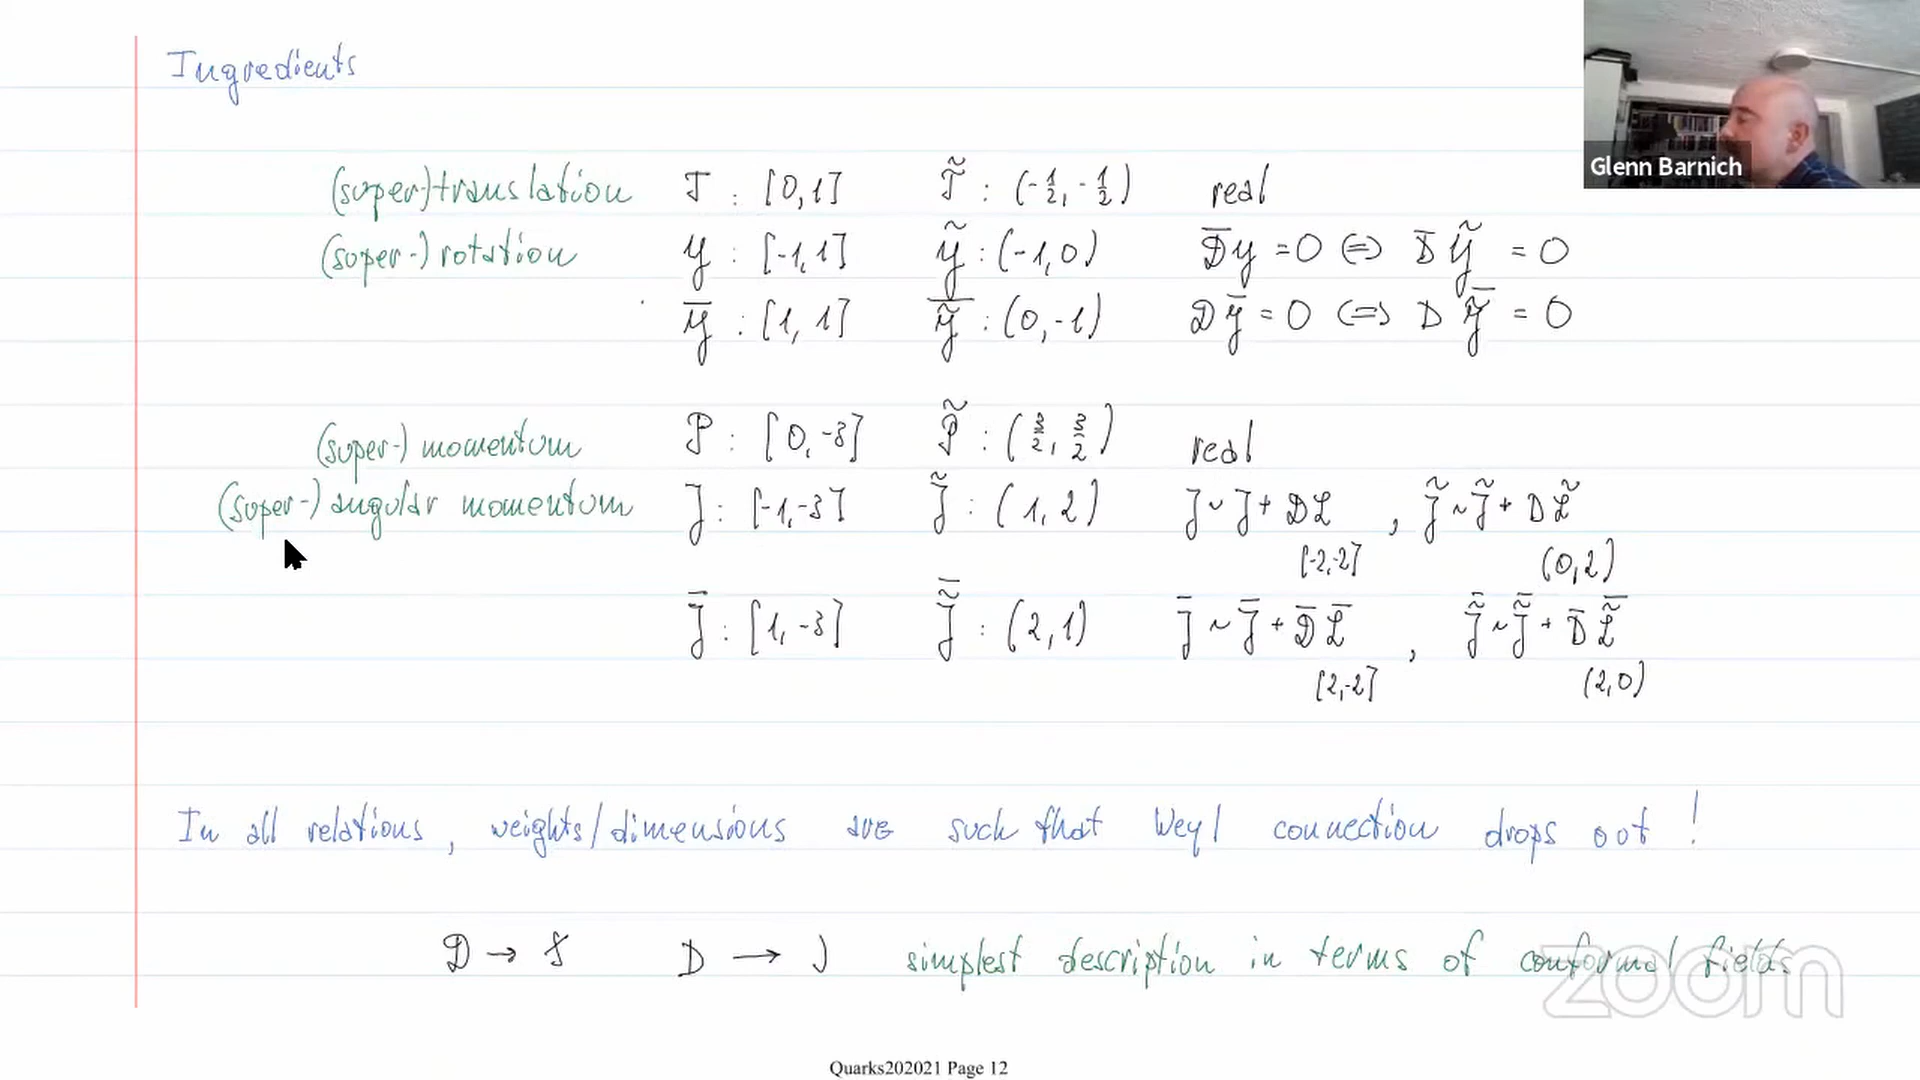 Ingredients
Glenn Barnich
(super-)translation 𝒯 : [0,1] 𝒯̃ : (-1/2, -1/2) real
(super-) rotation 𝒴 : [-1,1] 𝒴̃ : (-1,0) 𝒟̄𝒴 = 0 ⇔ D̄𝒴̃ = 0
𝒴̄ : [1,1] 𝒴̃̄ : (0,-1) 𝒟𝒴̄ = 0 ⇔ D𝒴̃̄ = 0
(super-) momentum 𝒫 : [0,-3] 𝒫̃ : (3/2, 3/2) real
(super-) angular momentum 𝒥 : [-1,-3] 𝒥̃ : (1,2) 𝒥 ~ 𝒥 + 𝒟ℒ , 𝒥̃ ~ 𝒥̃ + Dℒ̃
[-2,-2] (0,2)
𝒥̄ : [1,-3] 𝒥̃̄ : (2,1) 𝒥̄ ~ 𝒥̄ + 𝒟̄ℒ̄ , 𝒥̃̄ ~ 𝒥̃̄ + D̄ℒ̃̄
[2,-2] (2,0)
In all relations, weights/dimensions are such that Weyl connection drops out !
𝒟 → ð D → ∂ simplest description in terms of conformal fields
zoom
Quarks202021 Page 12